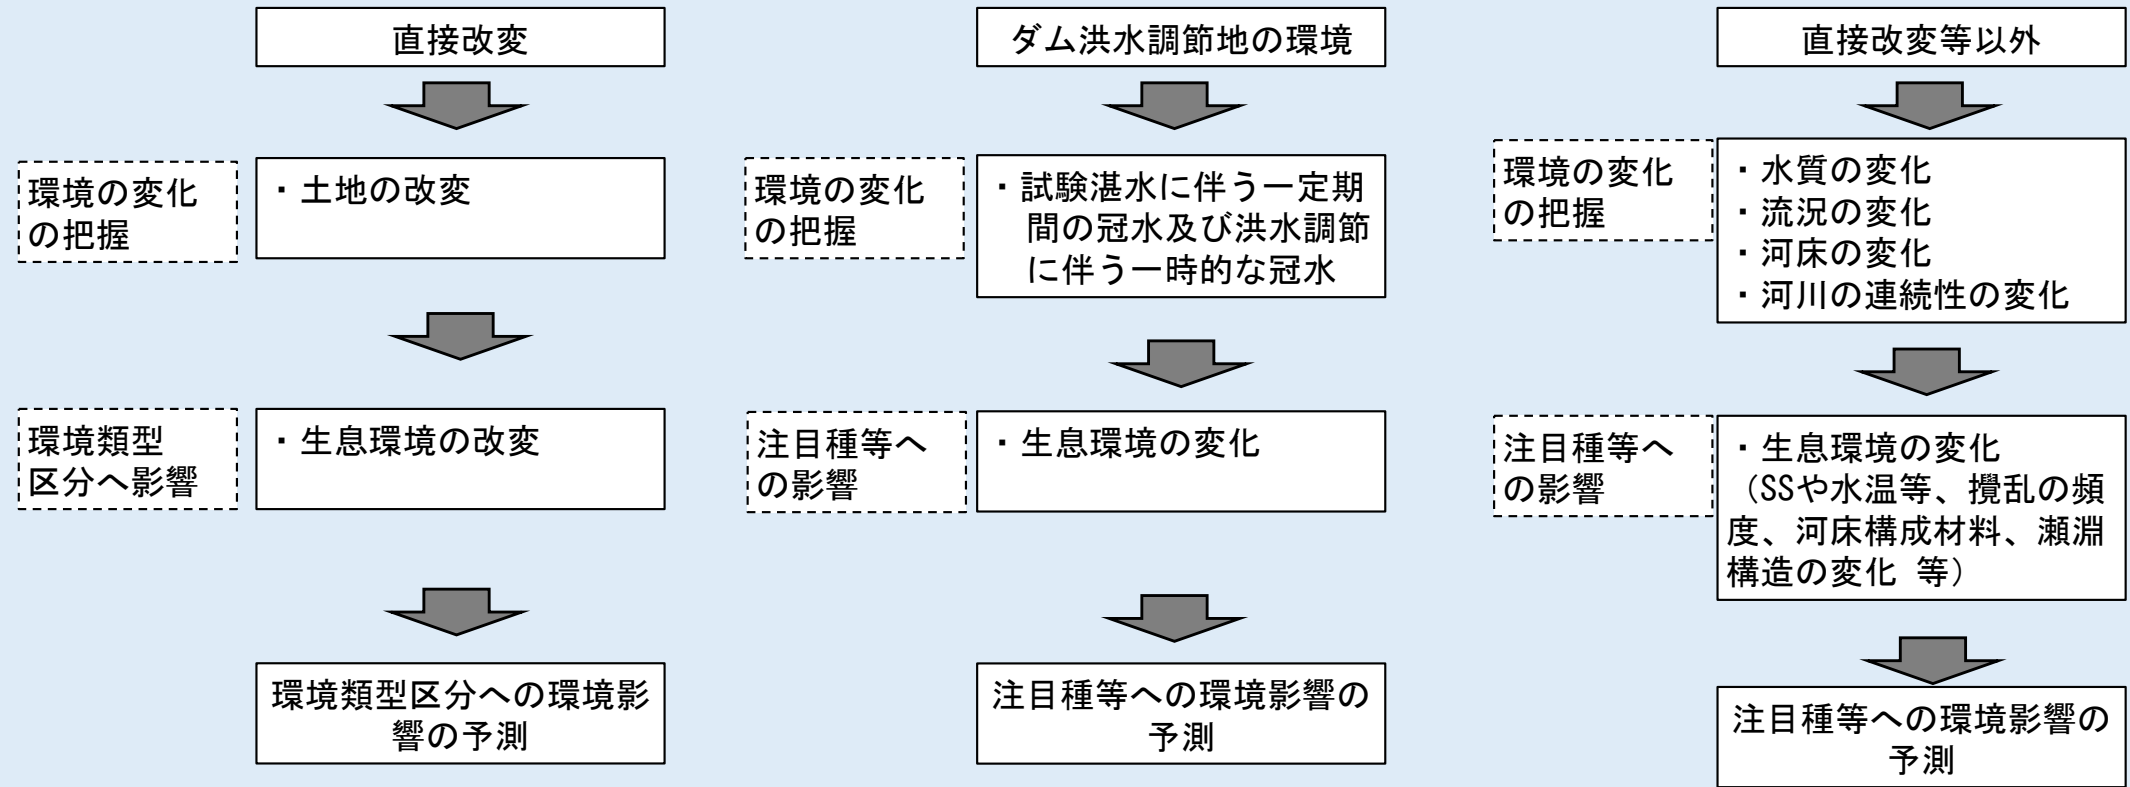 直接改変
環境の変化
の把握
・土地の改変
環境類型
区分へ影響
・生息環境の改変
環境類型区分への環境影
響の予測
ダム洪水調節地の環境
環境の変化
の把握
・試験湛水に伴う一定期
間の冠水及び洪水調節
に伴う一時的な冠水
注目種等へ
の影響
・生息環境の変化
注目種等への環境影響の
予測
直接改変等以外
環境の変化
の把握
・水質の変化
・流況の変化
・河床の変化
・河川の連続性の変化
注目種等へ
の影響
・生息環境の変化
（SSや水温等、攪乱の頻
度、河床構成材料、瀬淵
構造の変化 等）
注目種等への環境影響の
予測